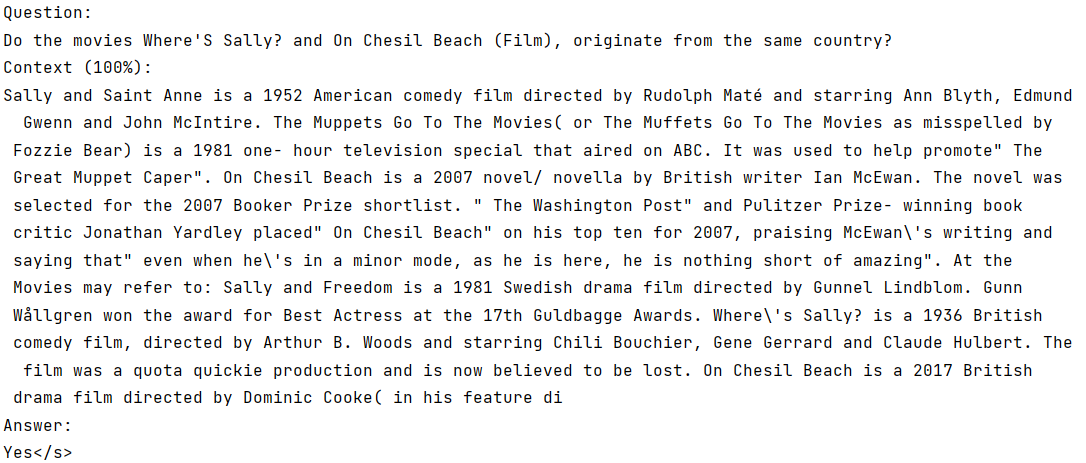 Question:
Do the movies Where'S Sally? and On Chesil Beach (Film), originate from the same country?
Context (100%):
Sally and Saint Anne is a 1952 American comedy film directed by Rudolph Maté and starring Ann Blyth, Edmund
Gwenn and John McIntire. The Muppets Go To The Movies( or The Muffets Go To The Movies as misspelled by
Fozzie Bear) is a 1981 one- hour television special that aired on ABC. It was used to help promote" The
Great Muppet Caper". On Chesil Beach is a 2007 novel/ novella by British writer Ian McEwan. The novel was
selected for the 2007 Booker Prize shortlist. " The Washington Post" and Pulitzer Prize- winning book
critic Jonathan Yardley placed" On Chesil Beach" on his top ten for 2007, praising McEwan\'s writing and
saying that" even when he\'s in a minor mode, as he is here, he is nothing short of amazing". At the
Movies may refer to: Sally and Freedom is a 1981 Swedish drama film directed by Gunnel Lindblom. Gunn
Wållgren won the award for Best Actress at the 17th Guldbagge Awards. Where\'s Sally? is a 1936 British
comedy film, directed by Arthur B. Woods and starring Chili Bouchier, Gene Gerrard and Claude Hulbert. The
film was a quota quickie production and is now believed to be lost. On Chesil Beach is a 2017 British
drama film directed by Dominic Cooke( in his feature di
Answer:
Yes</s>